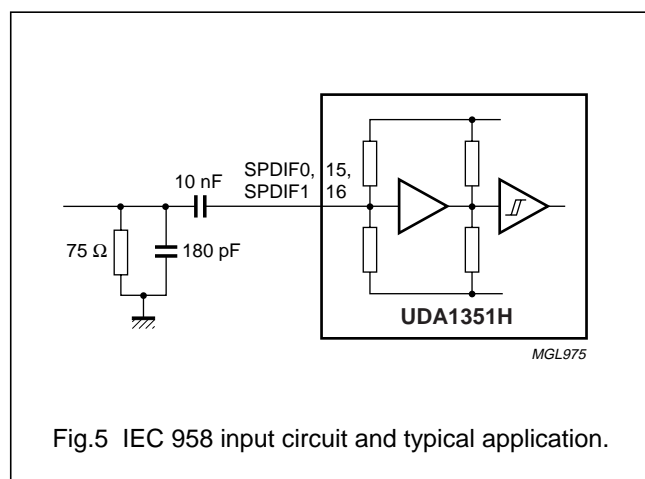 SPDIF0, 15,
SPDIF1 16
10 nF
75 Ω
180 pF
UDA1351H
MGL975
Fig.5 IEC 958 input circuit and typical application.